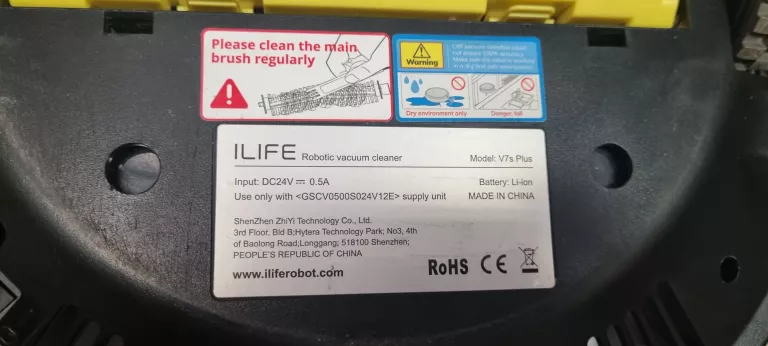 Please clean the main
brush regularly
Warning
Cliff vacuum
Dry environment only
Danger: fall
ILIFE Robotic vacuum cleaner
Model: V7s Plus
Input: DC24V ⎓ 0.5A
Battery: Li-ion
Use only with <GSCV0500S024V12E> supply unit
MADE IN CHINA
ShenZhen ZhiYi Technology Co., Ltd.
3rd Floor, Bld B;Hytera Technology Park; No3, 4th
of Baolong Road;Longgang; 518100 Shenzhen;
PEOPLE'S REPUBLIC OF CHINA
www.iliferobot.com
RoHS CE